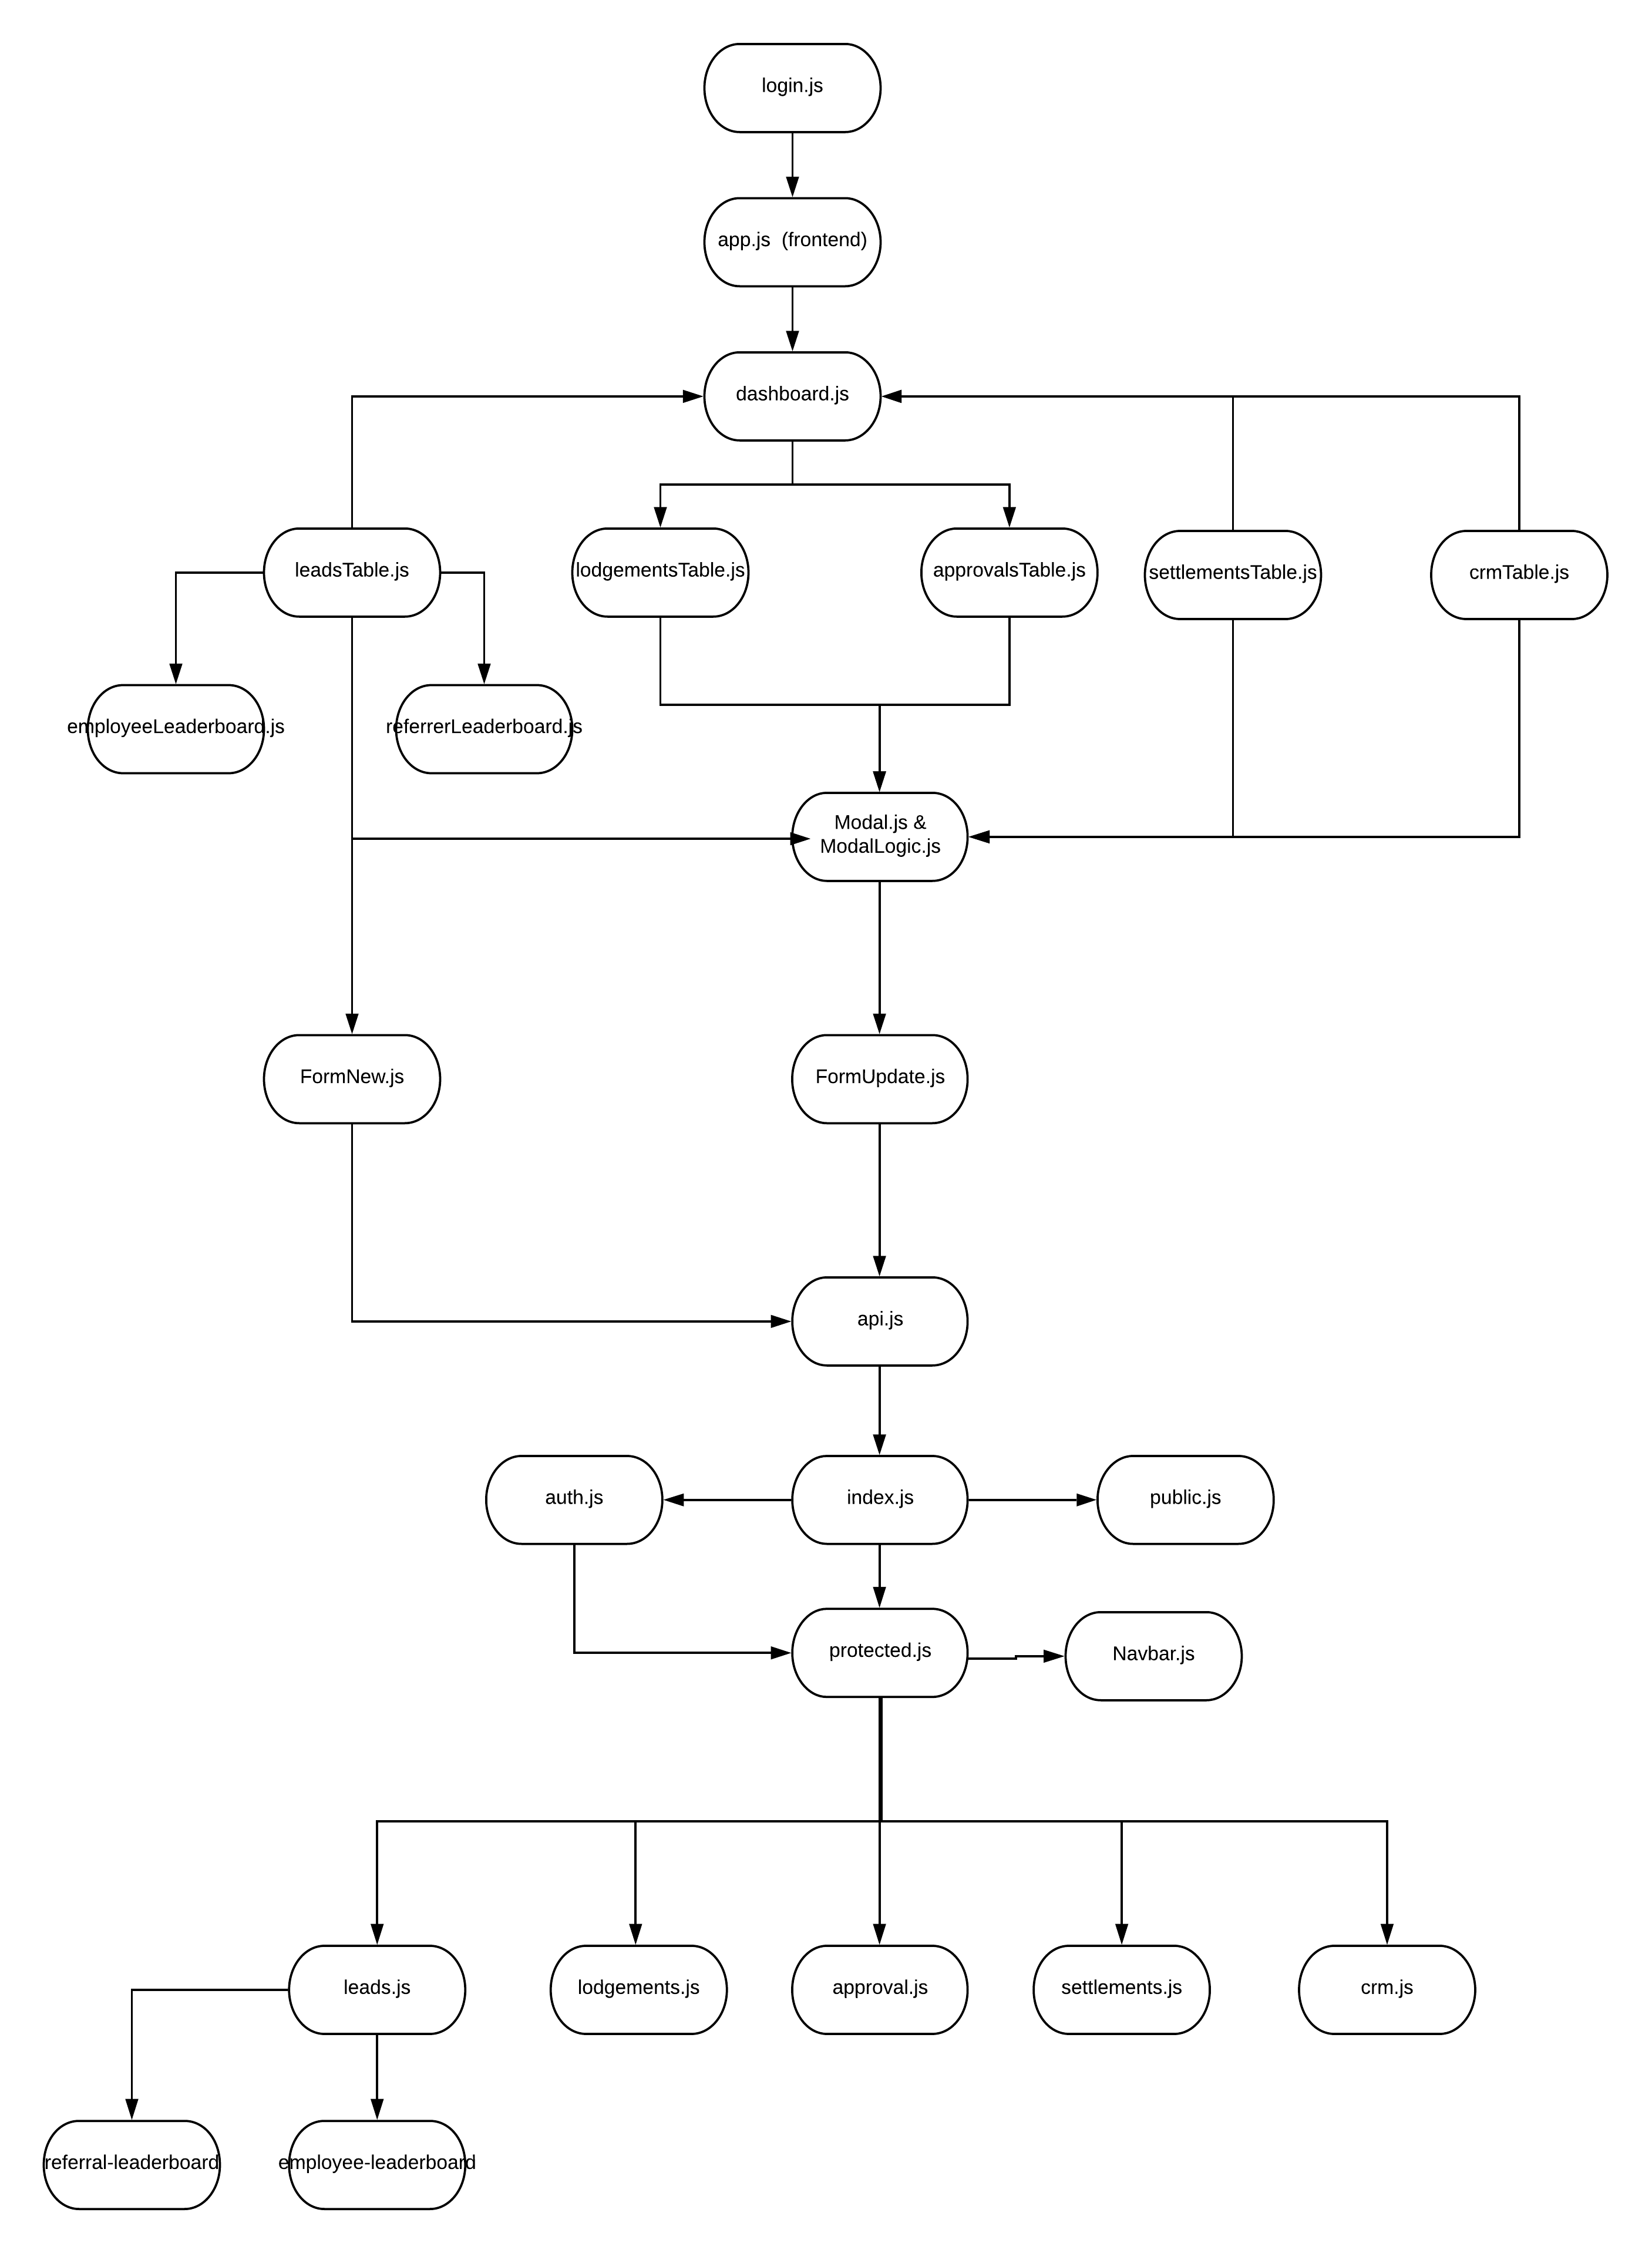 login.js
app.js  (frontend)
dashboard.js
leadsTable.js
lodgementsTable.js
approvalsTable.js
settlementsTable.js
crmTable.js
employeeLeaderboard.js
referrerLeaderboard.js
Modal.js &
ModalLogic.js
FormNew.js
FormUpdate.js
api.js
auth.js
index.js
public.js
protected.js
Navbar.js
leads.js
lodgements.js
approval.js
settlements.js
crm.js
referral-leaderboard
employee-leaderboard